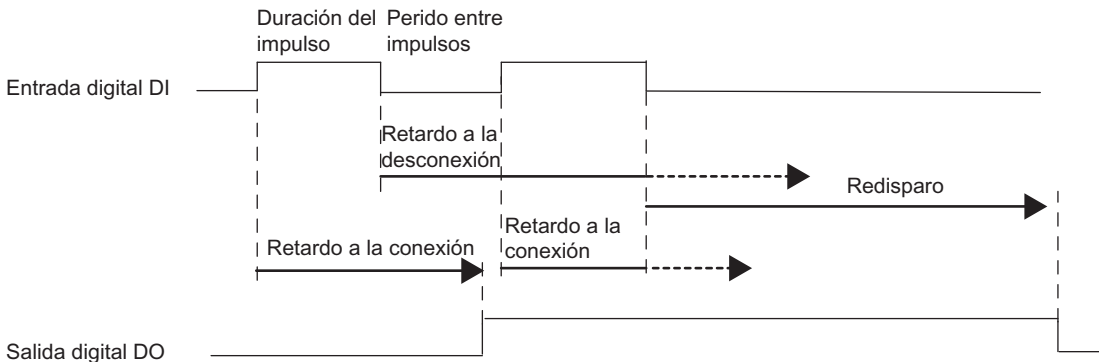 Duración del
impulso
Perido entre
impulsos
Entrada digital DI
Retardo a la
desconexión
Redisparo
Retardo a la conexión
Retardo a la
conexión
Salida digital DO